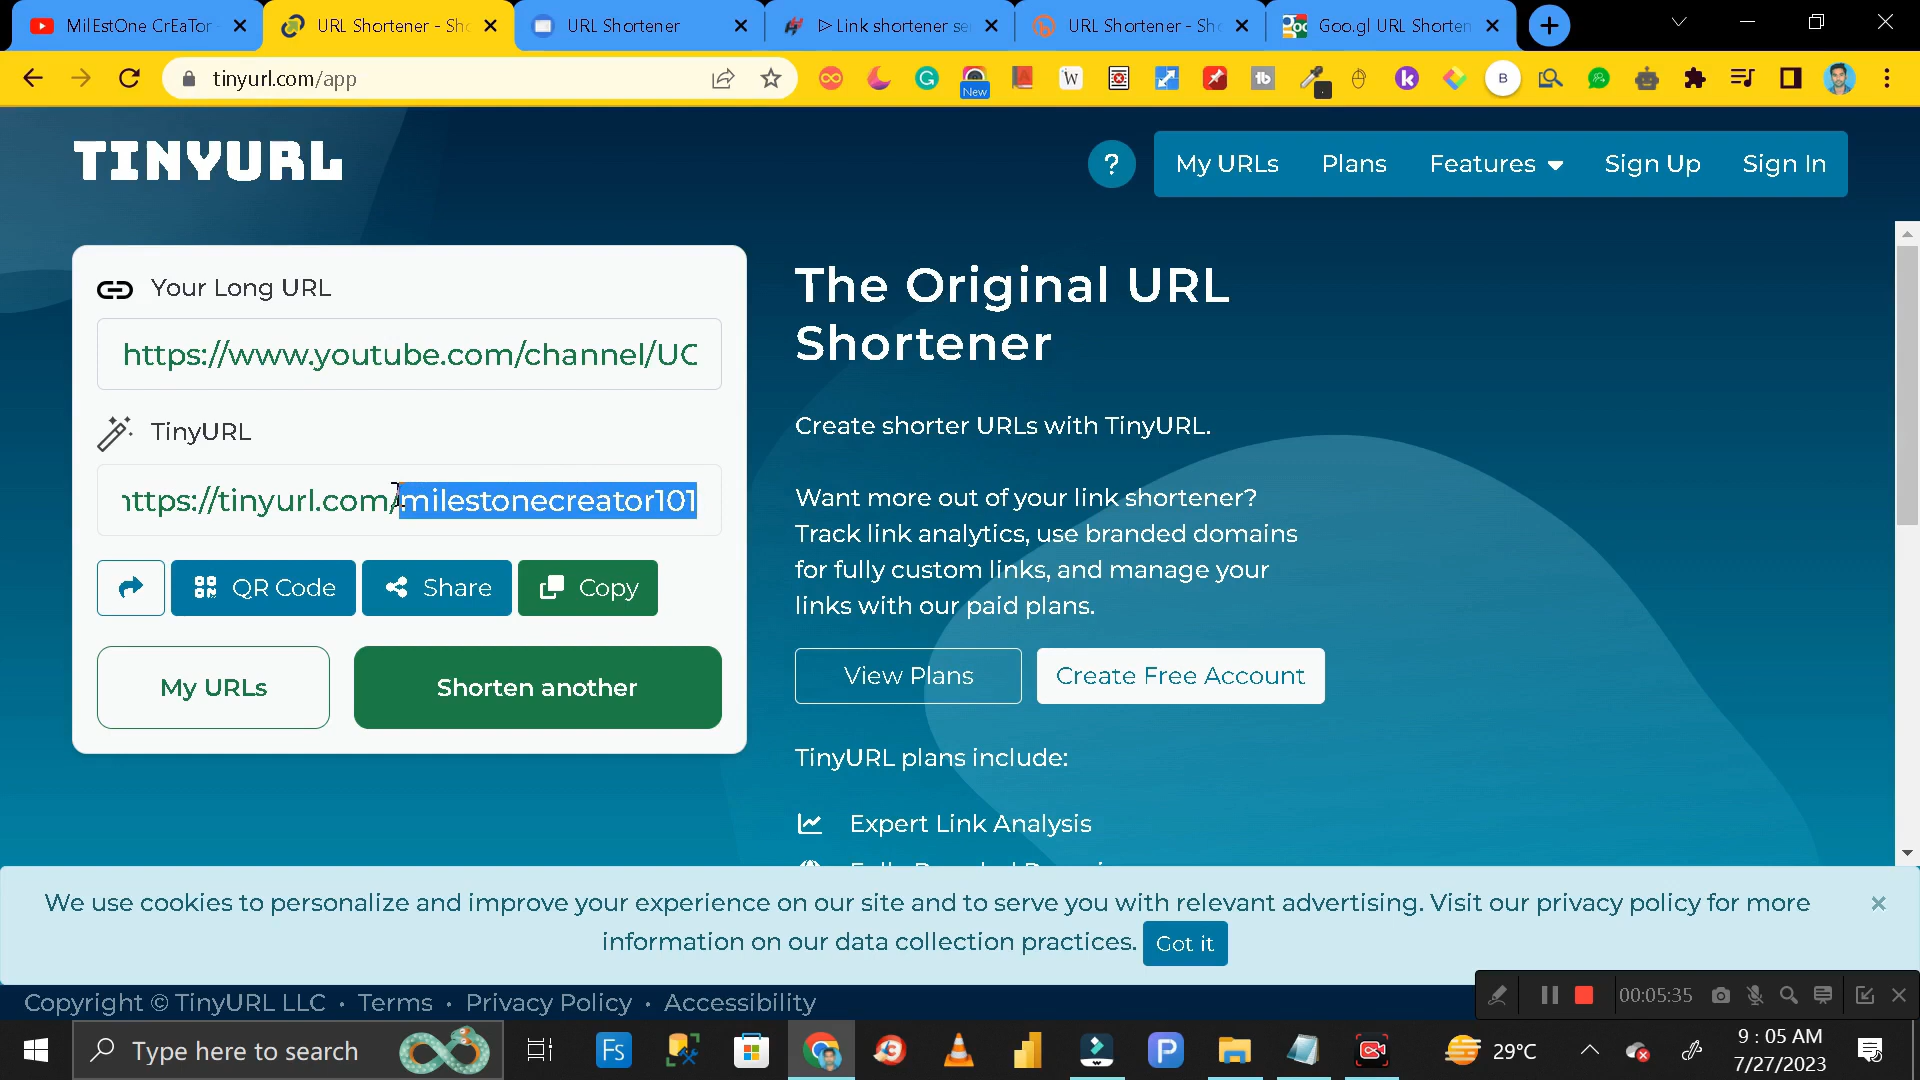 MilEstOne CrEaTor
URL Shortener - Sho
URL Shortener
Link shortener se
URL Shortener - Sho
Goo.gl URL Shorten
tinyurl.com/app
New
TINYURL
?
My URLs
Plans
Features
Sign Up
Sign In
Your Long URL
https://www.youtube.com/channel/UC
TinyURL
https://tinyurl.com/milestonecreator101
QR Code
Share
Copy
My URLs
Shorten another
The Original URL
Shortener
Create shorter URLs with TinyURL.
Want more out of your link shortener?
Track link analytics, use branded domains
for fully custom links, and manage your
links with our paid plans.
View Plans
Create Free Account
TinyURL plans include:
Expert Link Analysis
We use cookies to personalize and improve your experience on our site and to serve you with relevant advertising. Visit our privacy policy for more
information on our data collection practices.
Got it
Copyright © TinyURL LLC • Terms • Privacy Policy • Accessibility
00:05:35
Type here to search
Fs
29°C
9 : 05 AM
7/27/2023